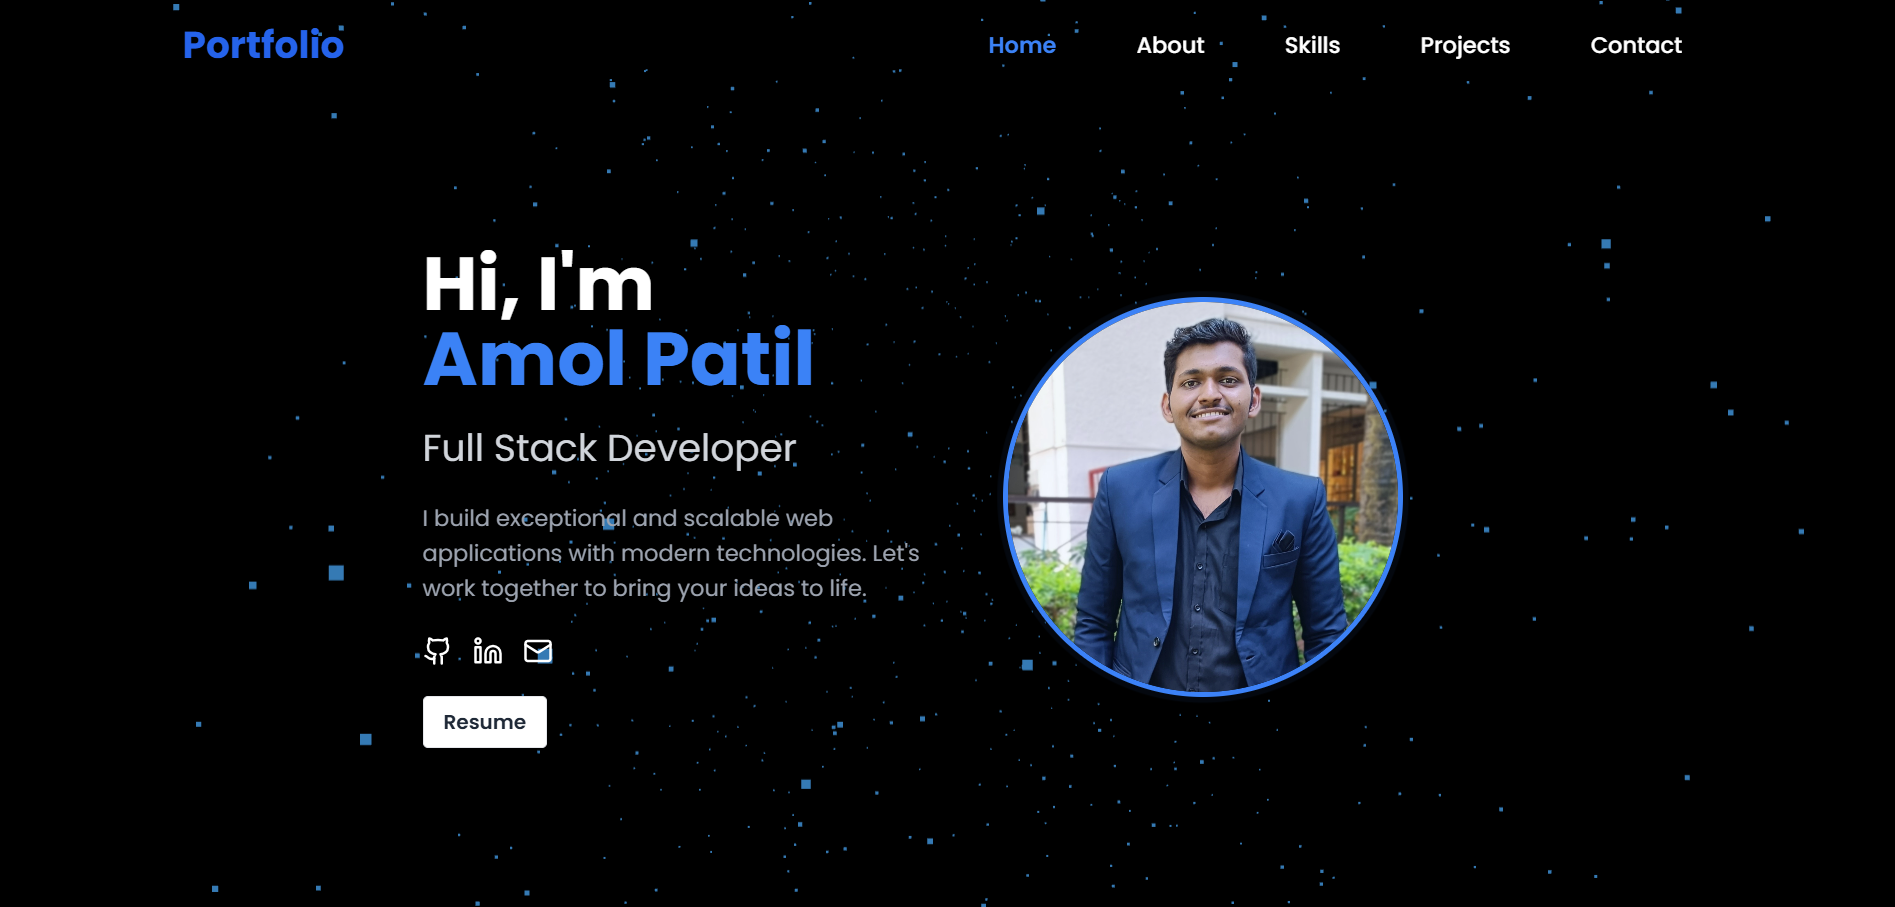 Portfolio
Home
About
Skills
Projects
Contact
Hi, I'm
Amol Patil
Full Stack Developer
I build exceptional and scalable web
applications with modern technologies. Let's
work together to bring your ideas to life.
Resume